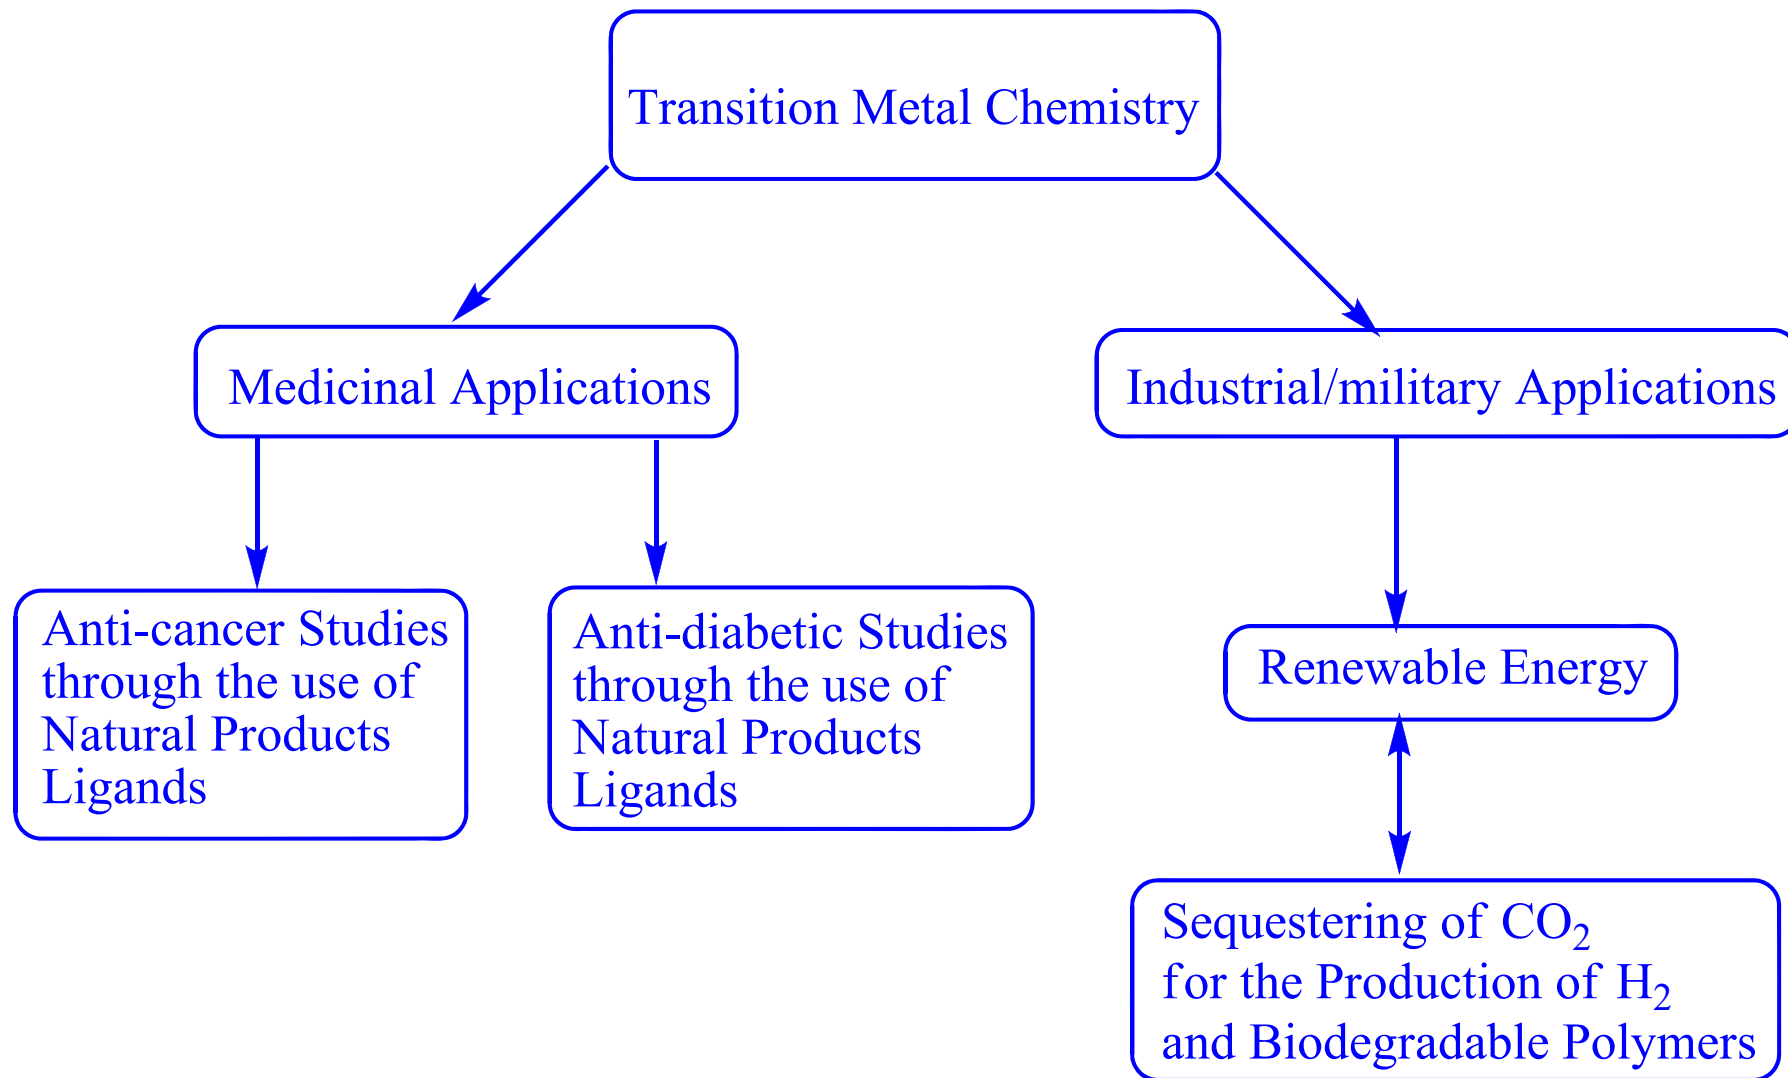 Transition Metal Chemistry
Medicinal Applications
Industrial/military Applications
Anti-cancer Studies
through the use of
Natural Products
Ligands
Anti-diabetic Studies
through the use of
Natural Products
Ligands
Renewable Energy
Sequestering of CO₂
for the Production of H₂
and Biodegradable Polymers